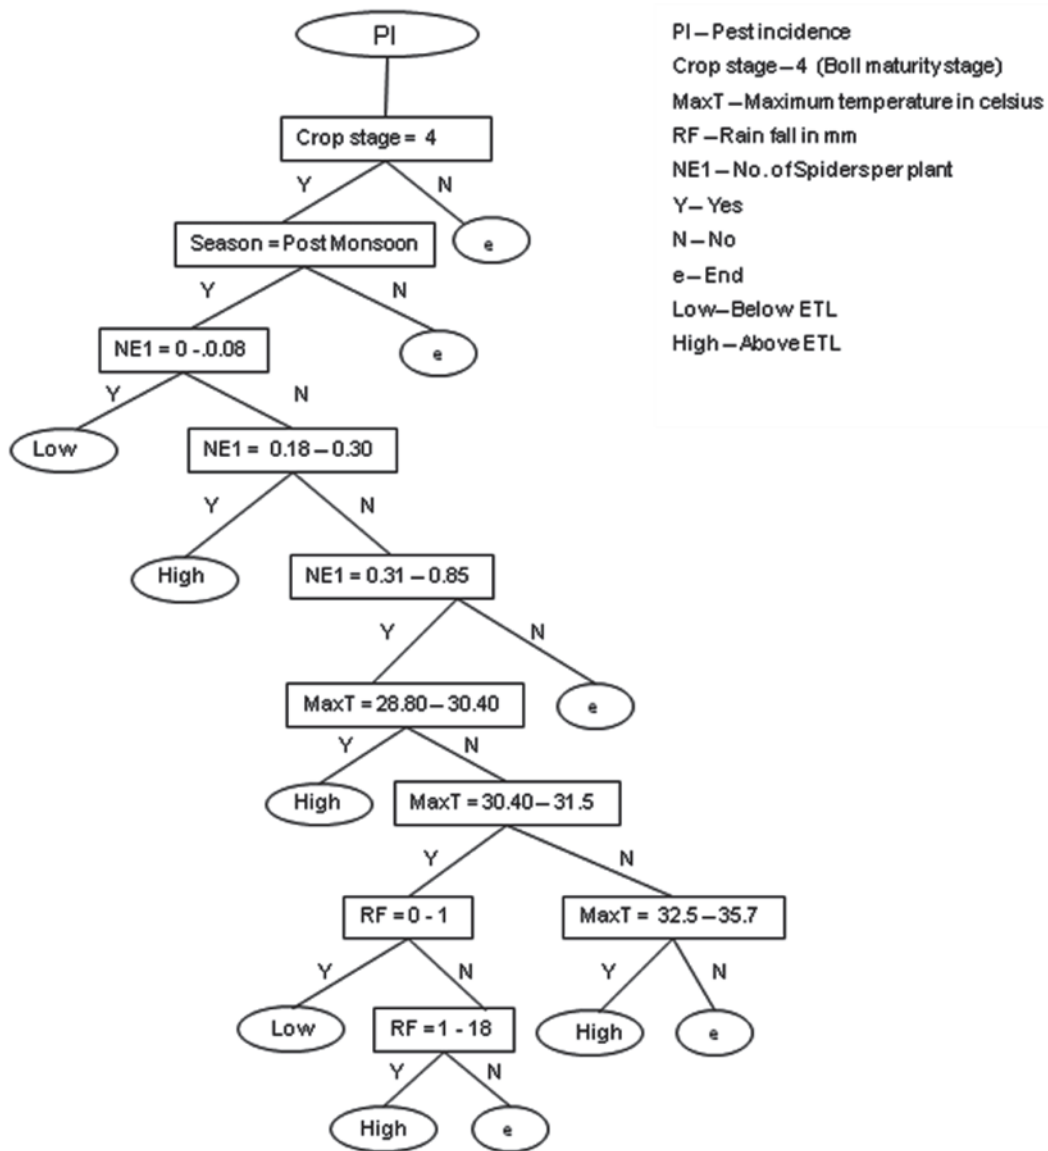 PI
PI – Pest incidence
Crop stage – 4 (Boll maturity stage)
MaxT – Maximum temperature in celsius
RF – Rain fall in mm
NE1 – No. of Spiders per plant
Y – Yes
N – No
e – End
Low – Below ETL
High – Above ETL
Crop stage = 4
Y N
Season = Post Monsoon
e
Y N
NE1 = 0 -.0.08
e
Y N
Low
NE1 = 0.18 – 0.30
Y N
High
NE1 = 0.31 – 0.85
Y N
MaxT = 28.80 – 30.40
e
Y N
High
MaxT = 30.40 – 31.5
Y N
RF = 0 - 1
MaxT = 32.5 – 35.7
Y N Y N
Low
RF = 1 - 18
High
e
Y N
High
e